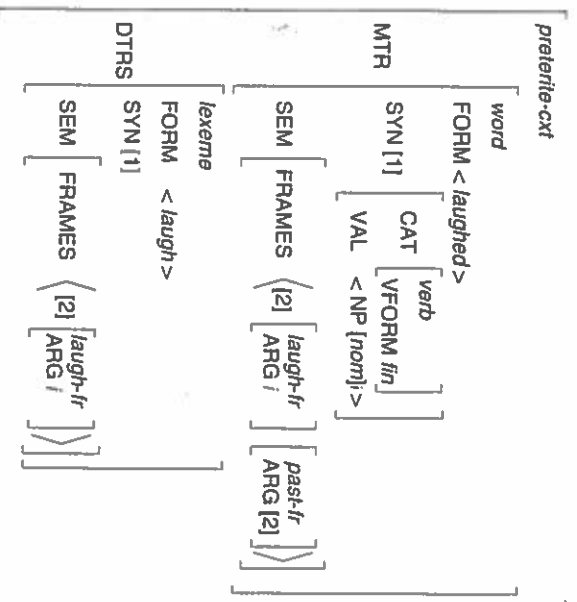 preterite-cxt
word
FORM < laughed >
verb
CAT VFORM fin
MTR SYN [1]
VAL < NP [nom]i >
laugh-fr past-fr
SEM FRAMES ⟨ [2] ARG i ARG [2] ⟩
lexeme
FORM < laugh >
DTRS SYN [1]
laugh-fr
SEM FRAMES ⟨ [2] ARG i ⟩